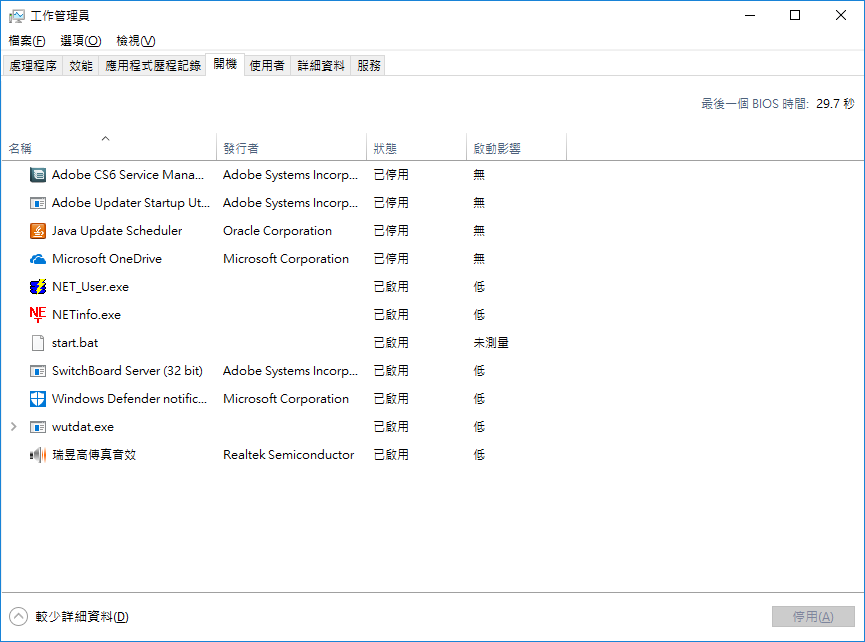 工作管理員
檔案(F) 選項(O) 檢視(V)
處理程序 效能 應用程式歷程記錄 開機 使用者 詳細資料 服務
最後一個 BIOS 時間: 29.7 秒
名稱 發行者 狀態 啟動影響
Adobe CS6 Service Mana... Adobe Systems Incorp... 已停用 無
Adobe Updater Startup Ut... Adobe Systems Incorp... 已停用 無
Java Update Scheduler Oracle Corporation 已停用 無
Microsoft OneDrive Microsoft Corporation 已停用 無
NET_User.exe 已啟用 低
NETinfo.exe 已啟用 低
start.bat 已啟用 未測量
SwitchBoard Server (32 bit) Adobe Systems Incorp... 已啟用 低
Windows Defender notific... Microsoft Corporation 已啟用 低
wutdat.exe 已啟用 低
瑞昱高傳真音效 Realtek Semiconductor 已啟用 低
較少詳細資料(D) 停用(A)